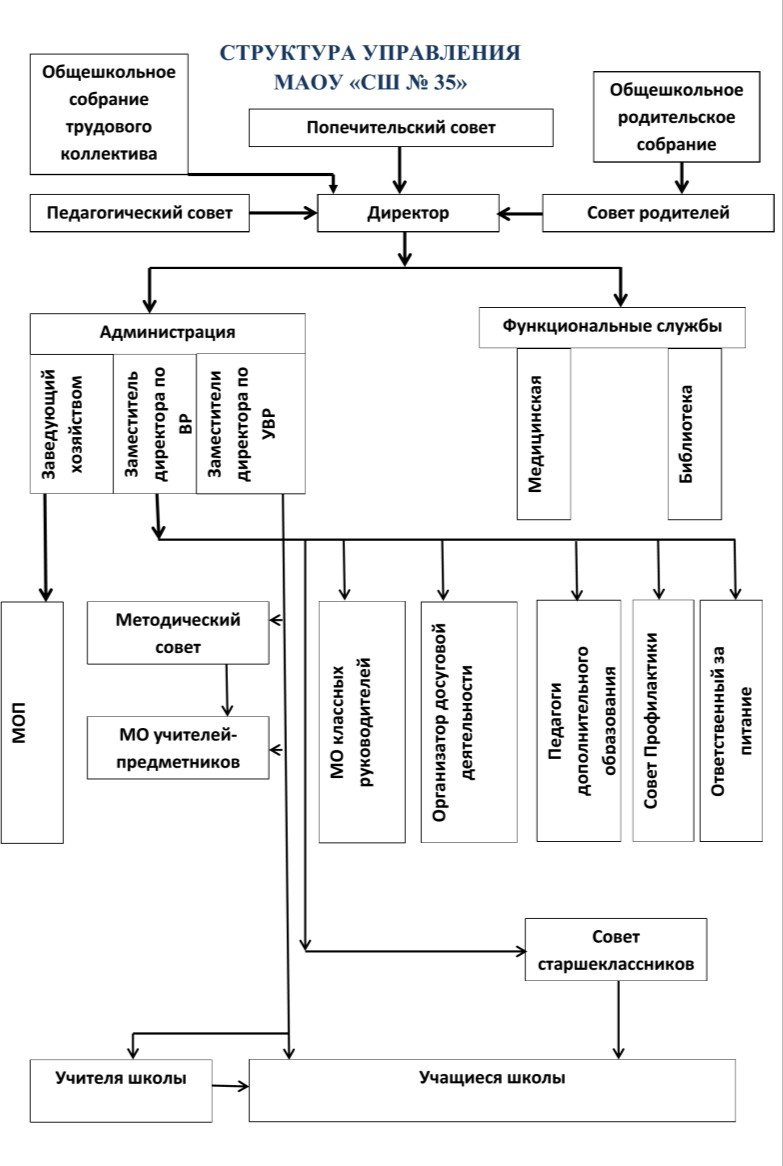 СТРУКТУРА УПРАВЛЕНИЯ
МАОУ «СШ № 35»
Общешкольное
собрание
трудового
коллектива
Попечительский совет
Общешкольное
родительское
собрание
Педагогический совет
Директор
Совет родителей
Администрация
Функциональные службы
Заведующий
хозяйством
Заместитель
директора по
ВР
Заместители
директора по
УВР
Медицинская
Библиотека
МОП
Методический
совет
МО учителей-
предметников
МО классных
руководителей
Организатор досуговой
деятельности
Педагоги
дополнительного
образования
Совет Профилактики
Ответственный за
питание
Совет
старшеклассников
Учителя школы
Учащиеся школы